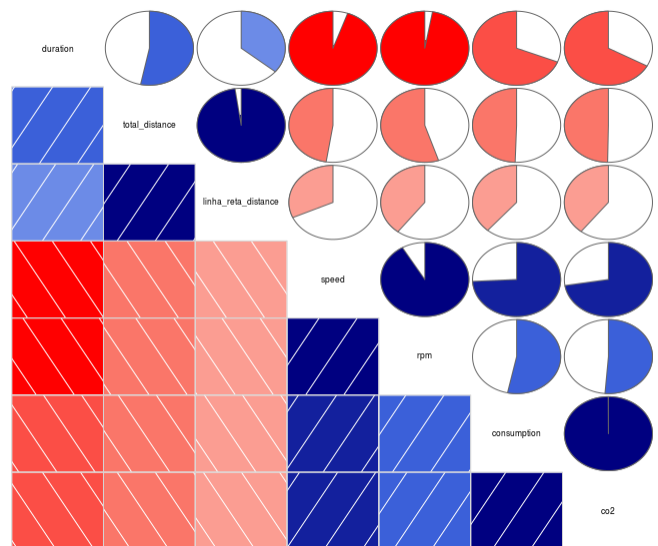 duration
total_distance
linha_reta_distance
speed
rpm
consumption
co2